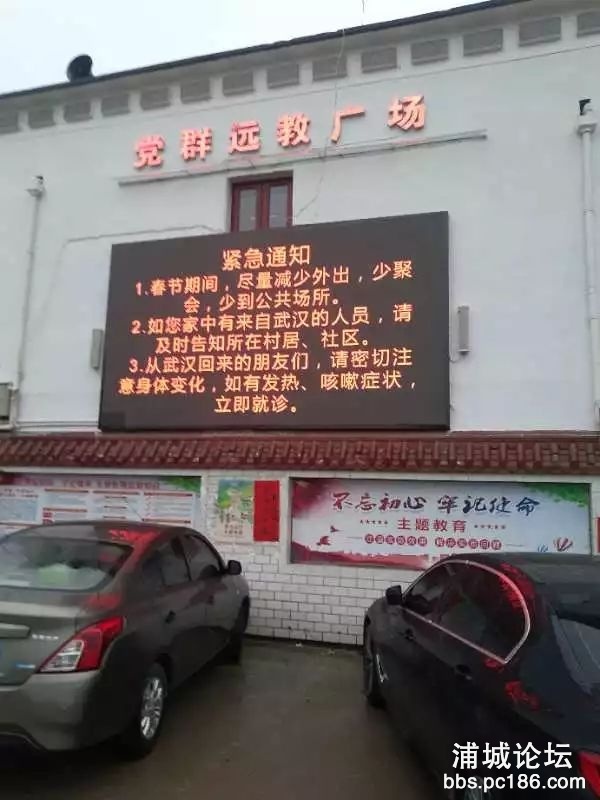 党群远教广场
紧急通知
1.春节期间，尽量减少外出，少聚
会，少到公共场所。
2.如您家中有来自武汉的人员，请
及时告知所在村居、社区。
3.从武汉回来的朋友们，请密切注
意身体变化，如有发热、咳嗽症状，
立即就诊。
不忘初心 牢记使命
主题教育
浦城论坛
bbs.pc186.com